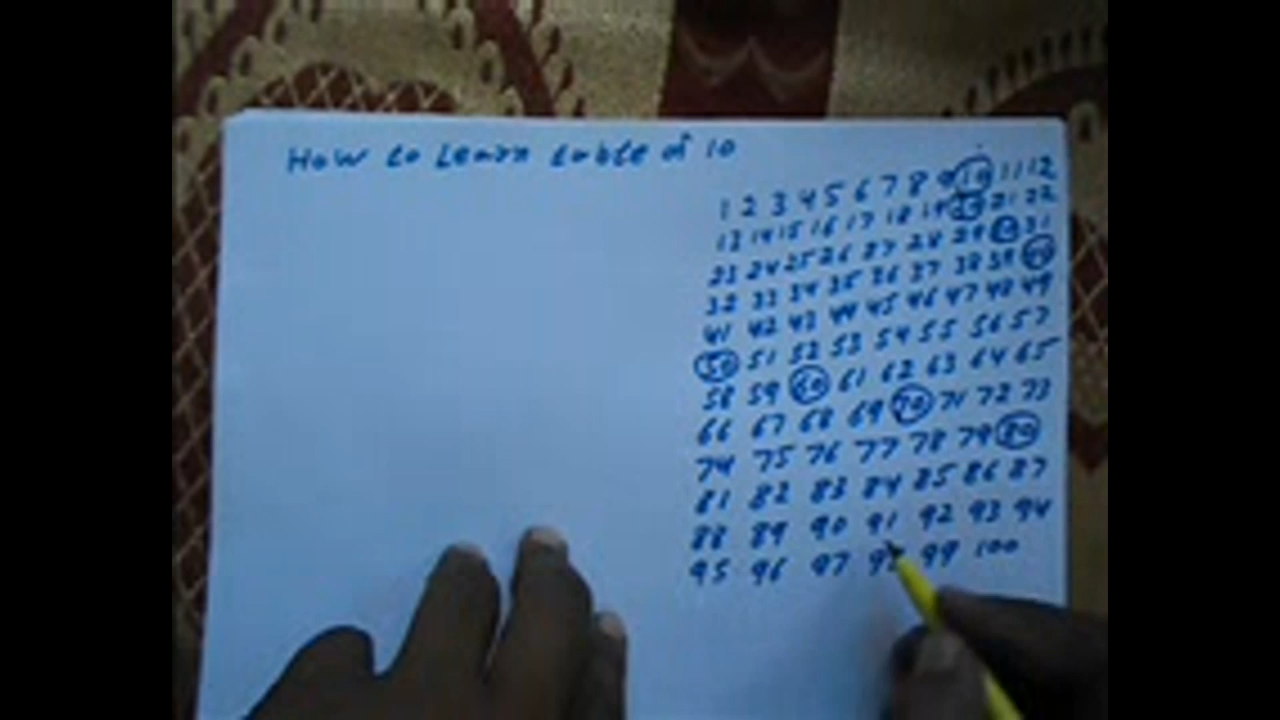 How to Learn table of 10
1 2 3 4 5 6 7 8 9 10 11 12
13 14 15 16 17 18 19 20 21 22
23 24 25 26 27 28 29 30 31
32 33 34 35 36 37 38 39 40
41 42 43 44 45 46 47 48 49
50 51 52 53 54 55 56 57
58 59 60 61 62 63 64 65
66 67 68 69 70 71 72 73
74 75 76 77 78 79 80
81 82 83 84 85 86 87
88 89 90 91 92 93 94
95 96 97 98 99 100